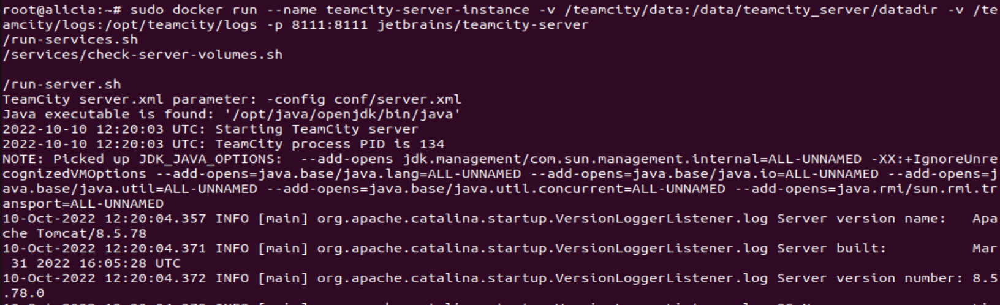 root@alicia:~# sudo docker run --name teamcity-server-instance -v /teamcity/data:/data/teamcity_server/datadir -v /te
amcity/logs:/opt/teamcity/logs -p 8111:8111 jetbrains/teamcity-server
/run-services.sh
/services/check-server-volumes.sh

/run-server.sh
TeamCity server.xml parameter: -config conf/server.xml
Java executable is found: '/opt/java/openjdk/bin/java'
2022-10-10 12:20:03 UTC: Starting TeamCity server
2022-10-10 12:20:03 UTC: TeamCity process PID is 134
NOTE: Picked up JDK_JAVA_OPTIONS:  --add-opens jdk.management/com.sun.management.internal=ALL-UNNAMED -XX:+IgnoreUnre
cognizedVMOptions --add-opens=java.base/java.lang=ALL-UNNAMED --add-opens=java.base/java.io=ALL-UNNAMED --add-opens=j
ava.base/java.util=ALL-UNNAMED --add-opens=java.base/java.util.concurrent=ALL-UNNAMED --add-opens=java.rmi/sun.rmi.tr
ansport=ALL-UNNAMED
10-Oct-2022 12:20:04.357 INFO [main] org.apache.catalina.startup.VersionLoggerListener.log Server version name:   Apa
che Tomcat/8.5.78
10-Oct-2022 12:20:04.371 INFO [main] org.apache.catalina.startup.VersionLoggerListener.log Server built:          Mar
 31 2022 16:05:28 UTC
10-Oct-2022 12:20:04.372 INFO [main] org.apache.catalina.startup.VersionLoggerListener.log Server version number: 8.5
.78.0